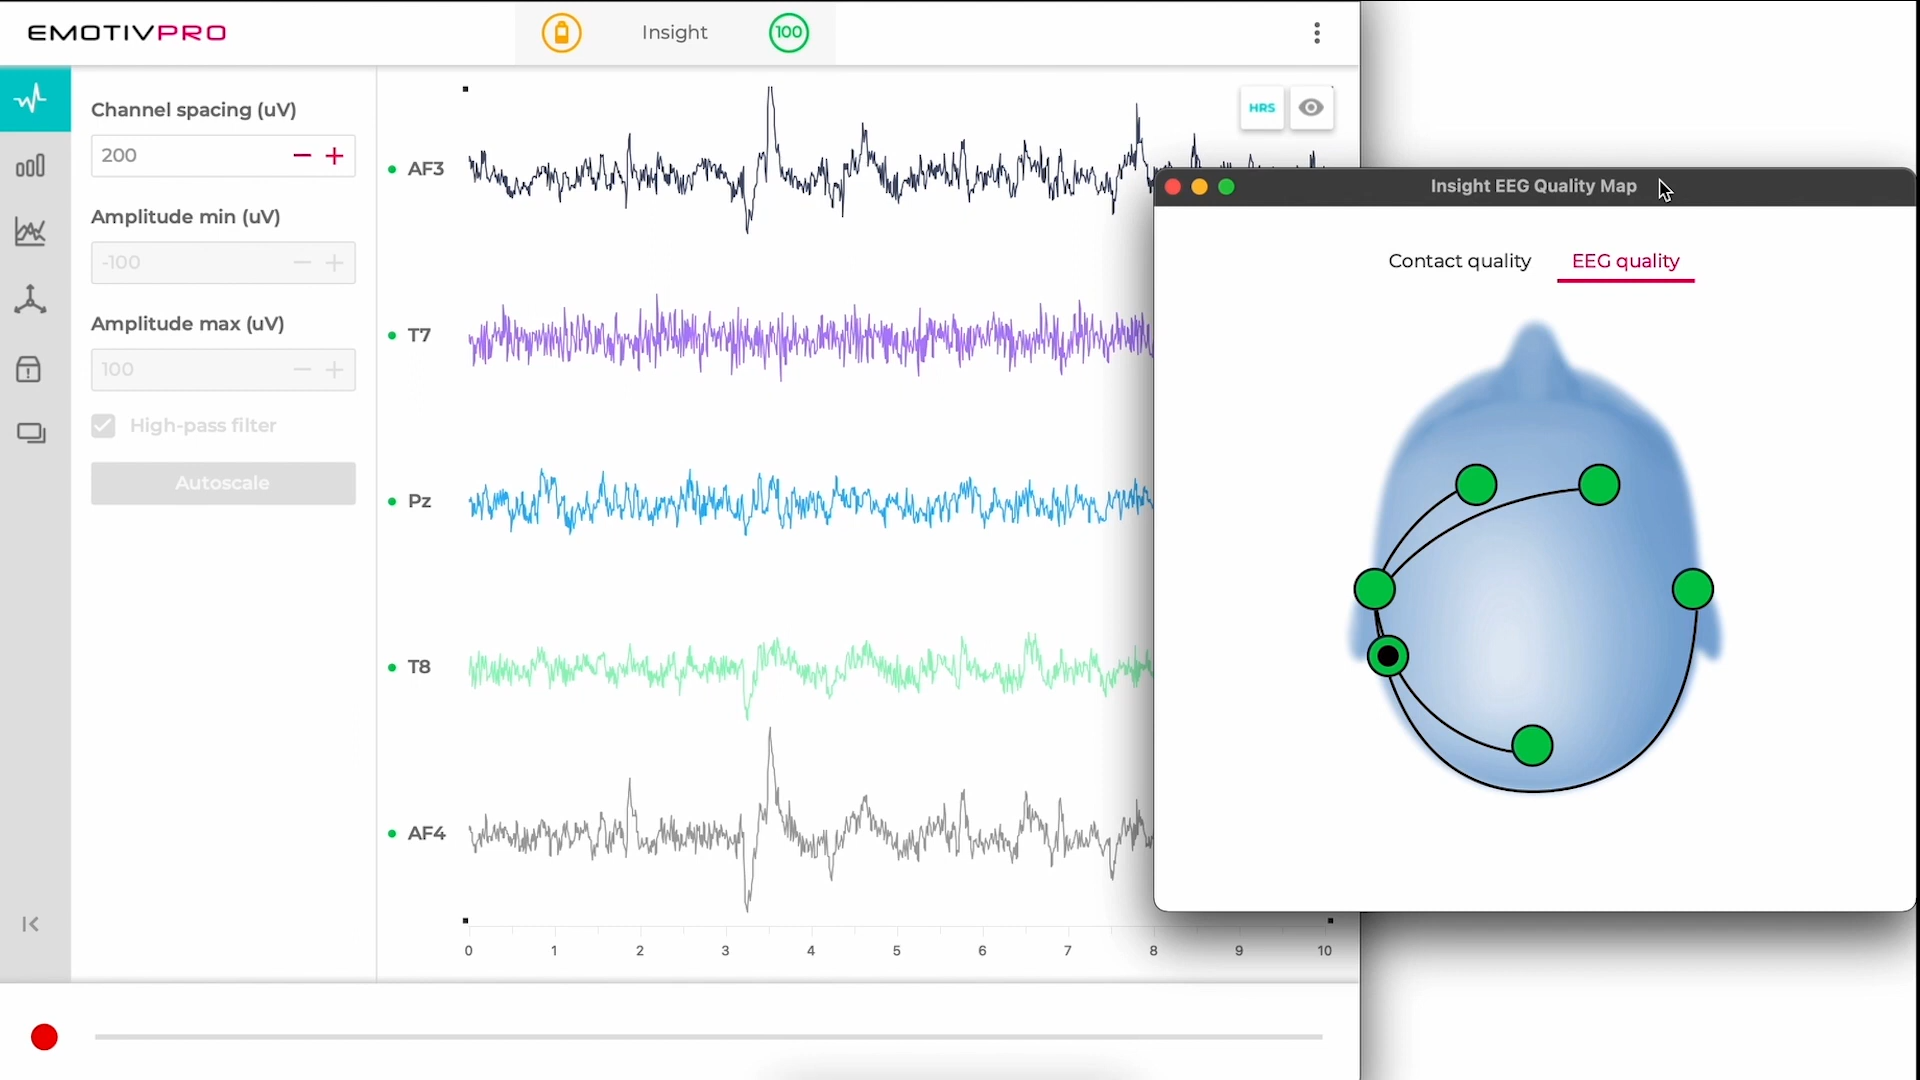 EMOTIVPRO
Insight
100
Channel spacing (uV)
200
Amplitude min (uV)
-100
Amplitude max (uV)
100
High-pass filter
Autoscale
HRS
AF3
T7
Pz
T8
AF4
0 1 2 3 4 5 6 7 8 9 10
Insight EEG Quality Map
Contact quality
EEG quality